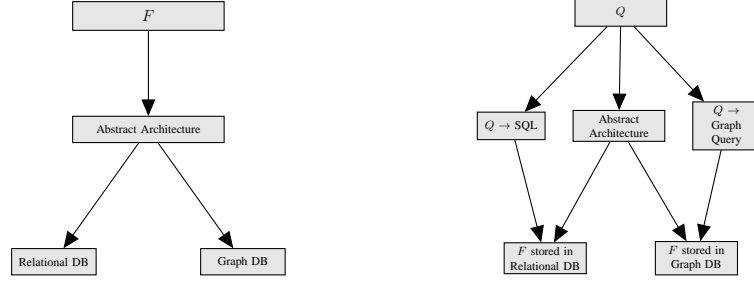 F
Abstract Architecture
Relational DB
Graph DB
Q
Q → SQL
Abstract
Architecture
Q →
Graph
Query
F stored in
Relational DB
F stored in
Graph DB